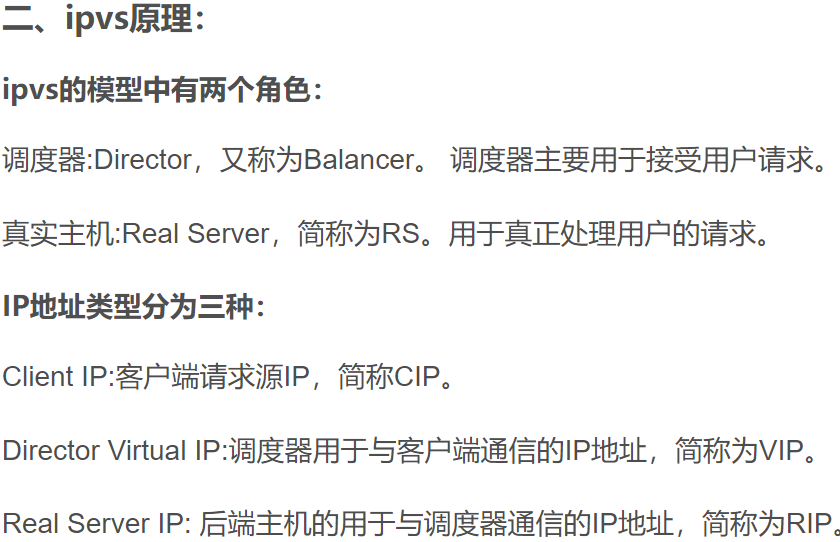 二、ipvs原理：
ipvs的模型中有两个角色：
调度器:Director，又称为Balancer。 调度器主要用于接受用户请求。
真实主机:Real Server，简称为RS。用于真正处理用户的请求。
IP地址类型分为三种：
Client IP:客户端请求源IP，简称CIP。
Director Virtual IP:调度器用于与客户端通信的IP地址，简称为VIP。
Real Server IP: 后端主机的用于与调度器通信的IP地址，简称为RIP。